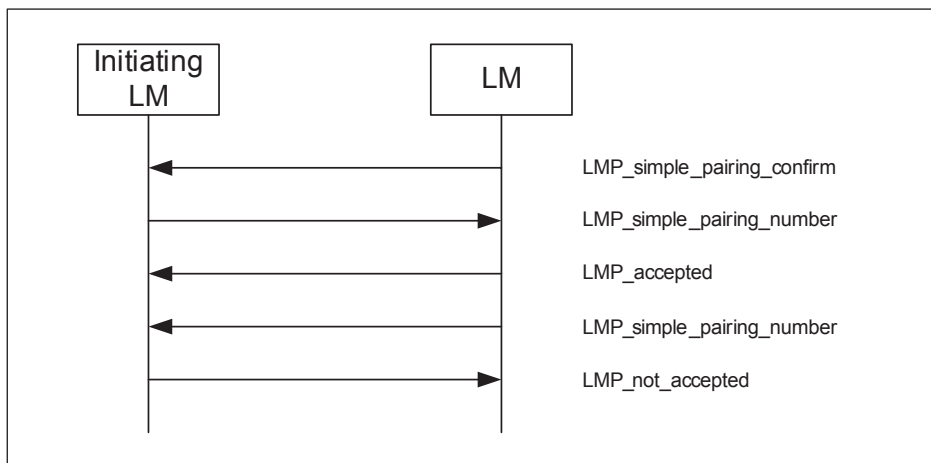 Initiating
LM
LM
LMP_simple_pairing_confirm
LMP_simple_pairing_number
LMP_accepted
LMP_simple_pairing_number
LMP_not_accepted